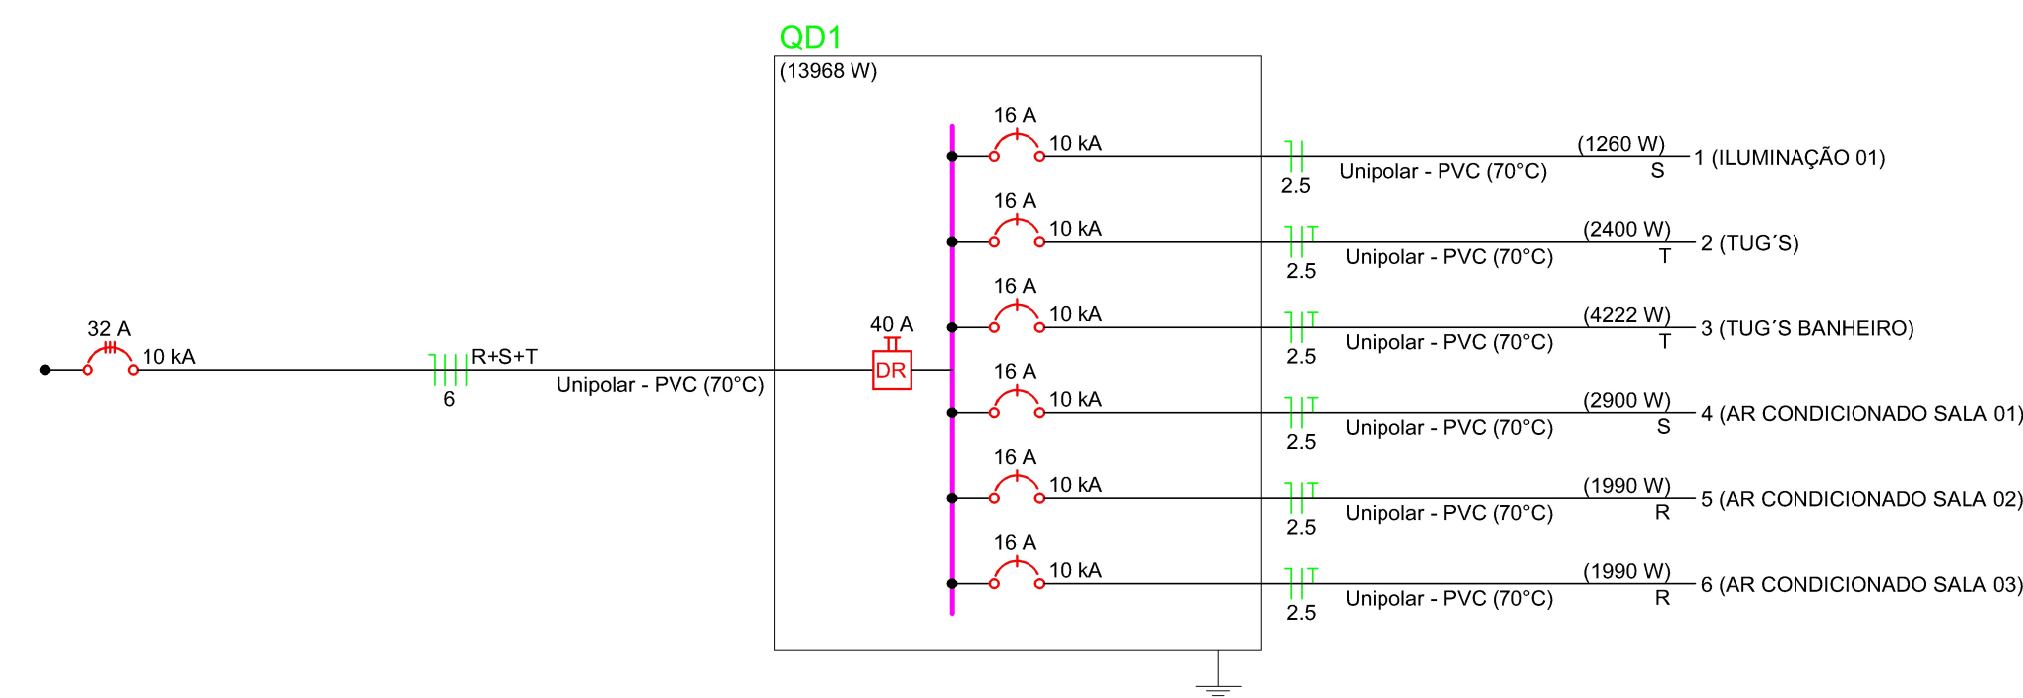 QD1
(13968 W)
16 A
10 kA
2.5
Unipolar - PVC (70°C)
(1260 W)
S
1 (ILUMINAÇÃO 01)
16 A
10 kA
T
2.5
Unipolar - PVC (70°C)
(2400 W)
T
2 (TUG´S)
16 A
10 kA
T
2.5
Unipolar - PVC (70°C)
(4222 W)
T
3 (TUG´S BANHEIRO)
32 A
10 kA
R+S+T
6
Unipolar - PVC (70°C)
40 A
DR
16 A
10 kA
T
2.5
Unipolar - PVC (70°C)
(2900 W)
S
4 (AR CONDICIONADO SALA 01)
16 A
10 kA
T
2.5
Unipolar - PVC (70°C)
(1990 W)
R
5 (AR CONDICIONADO SALA 02)
16 A
10 kA
T
2.5
Unipolar - PVC (70°C)
(1990 W)
R
6 (AR CONDICIONADO SALA 03)